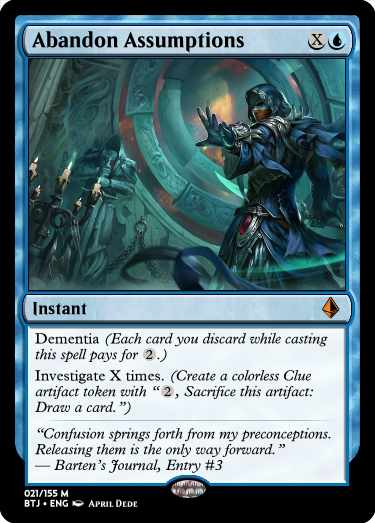 Abandon Assumptions X
Instant
Dementia (Each card you discard while casting
this spell pays for 2.)
Investigate X times. (Create a colorless Clue
artifact token with “2, Sacrifice this artifact:
Draw a card.”)
“Confusion springs forth from my preconceptions.
Releasing them is the only way forward.”
— Barten's Journal, Entry #3
021/155 M
BTJ • ENG April Dede